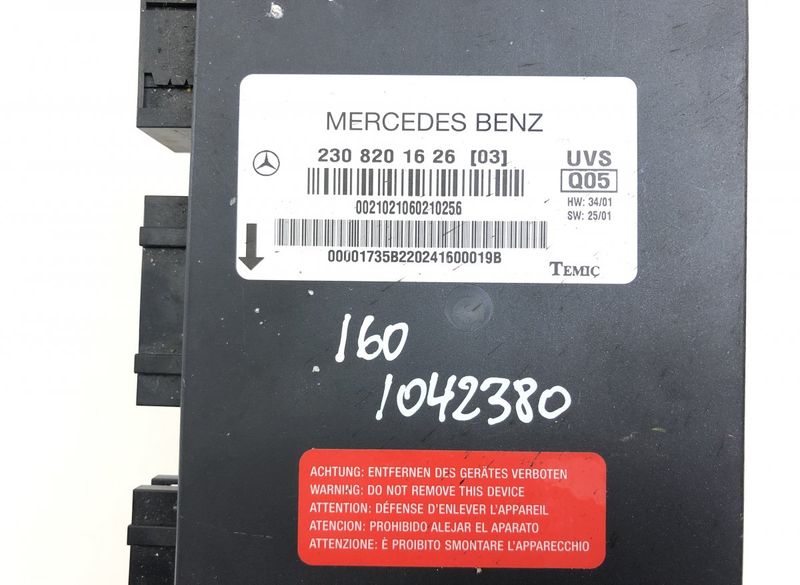 MERCEDES BENZ
230 820 16 26 [03]
UVS
Q05
0021021060210256
HW: 34/01
SW: 25/01
00001735B220241600019B
TEMIC
160
1042380
ACHTUNG: ENTFERNEN DES GERÄTES VERBOTEN
WARNING: DO NOT REMOVE THIS DEVICE
ATTENTION: DÉFENSE D'ENLEVER L'APPAREIL
ATENCION: PROHIBIDO ALEJAR EL APARATO
ATTENZIONE: È PROIBITO SMONTARE L'APPARECCHIO